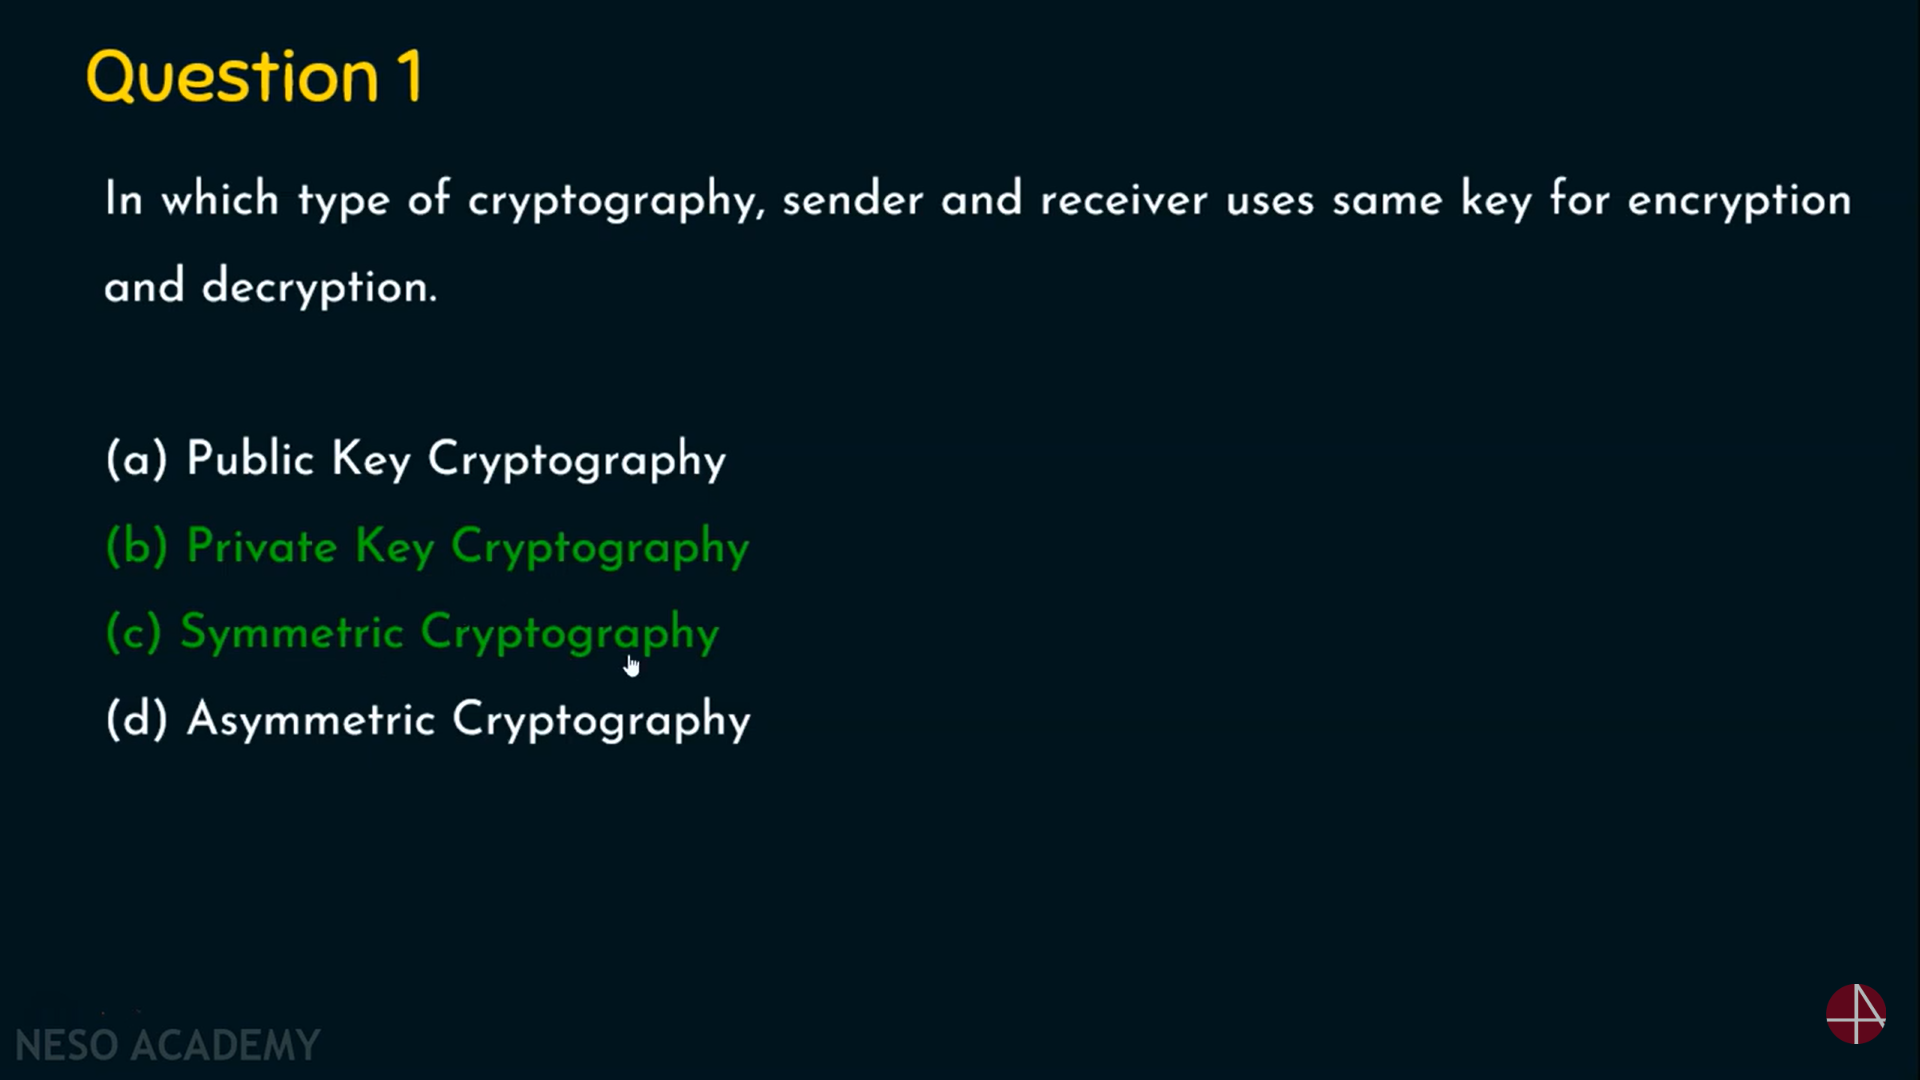 Question 1
In which type of cryptography, sender and receiver uses same key for encryption
and decryption.
(a) Public Key Cryptography
(b) Private Key Cryptography
(c) Symmetric Cryptography
(d) Asymmetric Cryptography
NESO ACADEMY